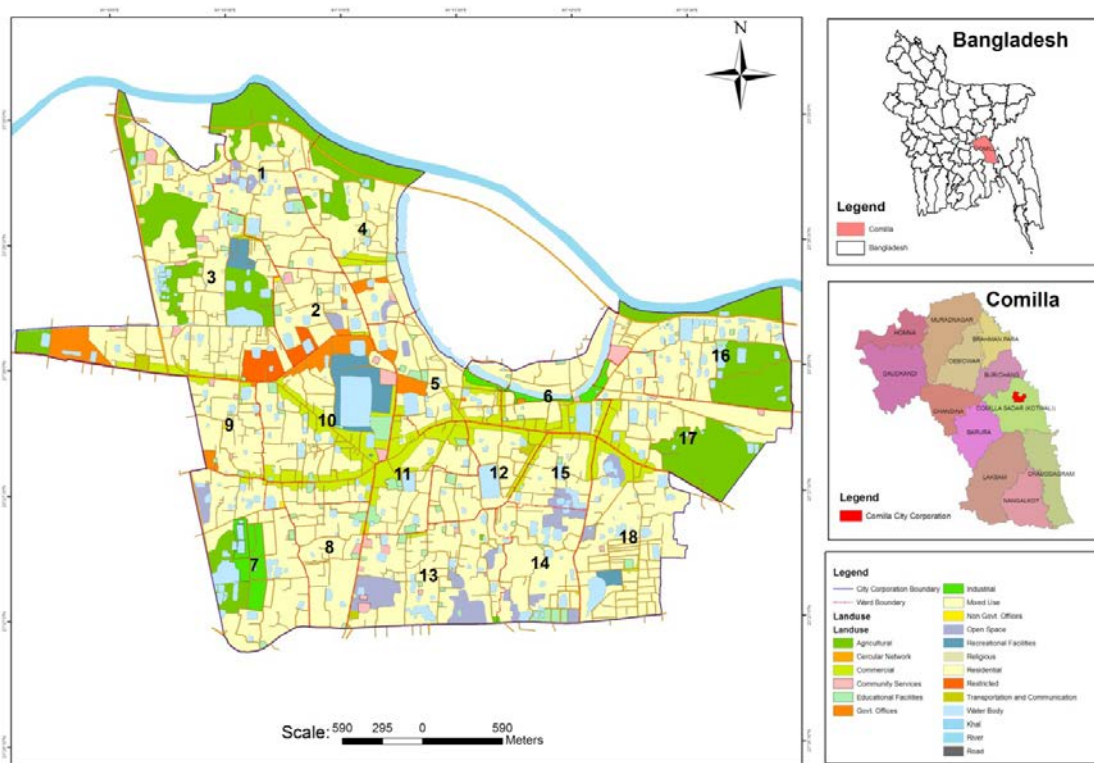 N
1
4
3
2
16
5
6
10
9
17
11
12
15
18
8
7
14
13
Scale: 590 295 0 590
Meters
Bangladesh
COMILLA
Legend
Comilla
Bangladesh
Comilla
MURADNAGAR
HOMNA
BRAHMAN PARA
DEBIDWAR
DAUDKANDI
BURICHANG
COMILLA SADAR (KOTWALI)
CHANDINA
BARURA
LAKSAM
CHAUDDAGRAM
NANGALKOT
Legend
Comilla City Corporation
Legend
City Corporation Boundary
Ward Boundary
Landuse
Landuse
Agricultural
Cercular Network
Commercial
Community Services
Educational Facilities
Govt. Offices
Industrial
Mixed Use
Non Govt. Offices
Open Space
Recreational Facilities
Religious
Residential
Restricted
Transportation and Communication
Water Body
Khal
River
Road